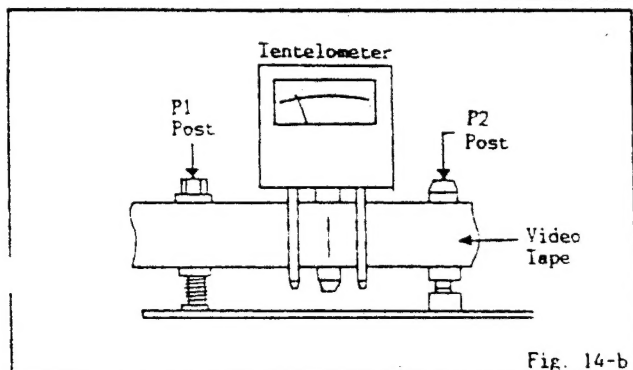 Tentelometer
P1
Post
P2
Post
Video
Tape
Fig. 14-b